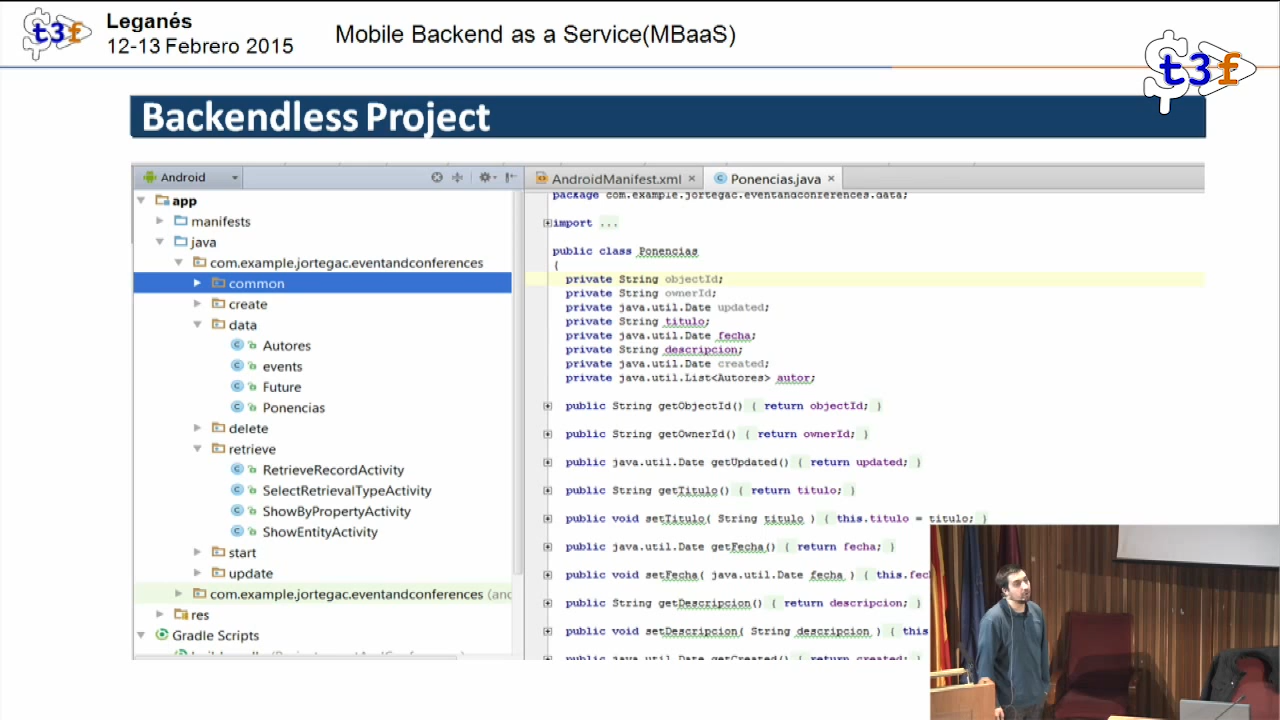 t3f
Leganés
12-13 Febrero 2015
Mobile Backend as a Service(MBaaS)
t3f
Backendless Project
Android
app
manifests
java
com.example.jortegac.eventandconferences
common
create
data
Autores
events
Future
Ponencias
delete
retrieve
RetrieveRecordActivity
SelectRetrievalTypeActivity
ShowByPropertyActivity
ShowEntityActivity
start
update
com.example.jortegac.eventandconferences
res
Gradle Scripts
AndroidManifest.xml
Ponencias.java
package com.example.jortegac.eventandconferences.data;
import ...
public class Ponencias
{
private String objectId;
private String ownerId;
private java.util.Date updated;
private String titulo;
private java.util.Date fecha;
private String descripcion;
private java.util.Date created;
private java.util.List<Autores> autor;
public String getObjectId() { return objectId; }
public String getOwnerId() { return ownerId; }
public java.util.Date getUpdated() { return updated; }
public String getTitulo() { return titulo; }
public void setTitulo( String titulo ) { this.titulo = titulo; }
public java.util.Date getFecha() { return fecha; }
public void setFecha( java.util.Date fecha ) { this.fec
public String getDescripcion() { return descripcion; }
public void setDescripcion( String descripcion ) { this
public java.util.Date getCreated() { return created; }